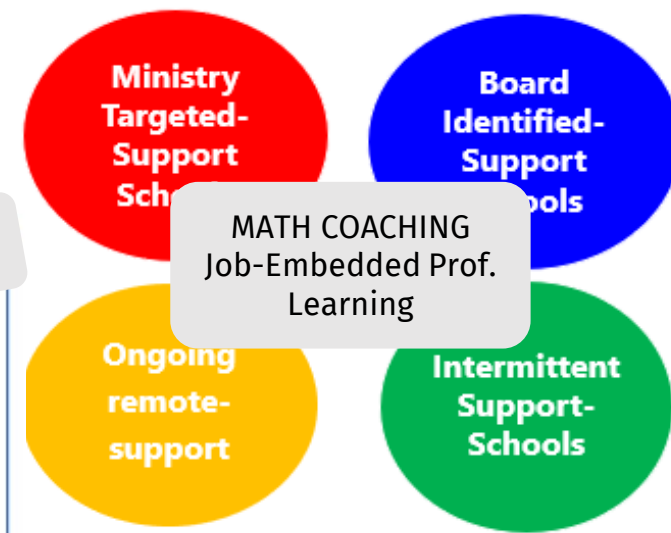 Ministry
Targeted-
Support
Board
Identified-
Support
MATH COACHING
Job-Embedded Prof.
Learning
Ongoing
remote-
support
Intermittent
Support-
Schools